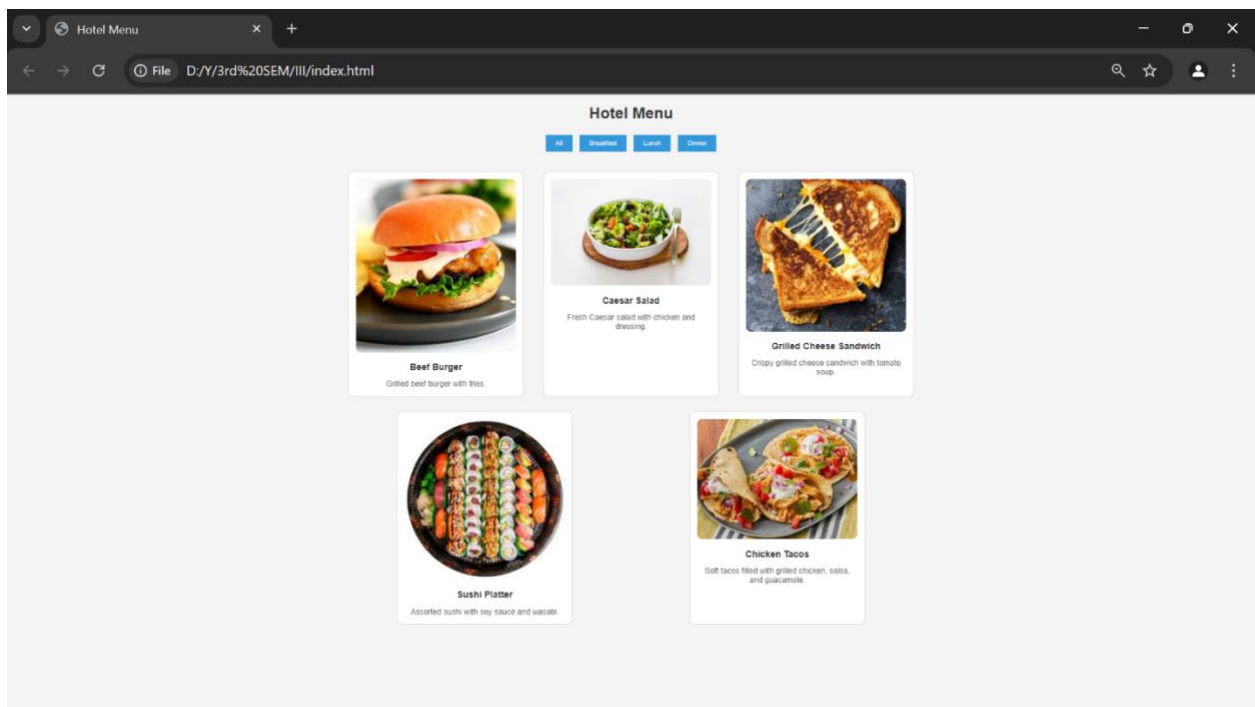 Hotel Menu
File D:/Y/3rd%20SEM/III/index.html
Hotel Menu
All Breakfast Lunch Dinner
Beef Burger
Grilled beef burger with fries.
Caesar Salad
Fresh Caesar salad with chicken and
dressing.
Grilled Cheese Sandwich
Crispy grilled cheese sandwich with tomato
soup.
Sushi Platter
Assorted sushi with soy sauce and wasabi.
Chicken Tacos
Soft tacos filled with grilled chicken, salsa,
and guacamole.